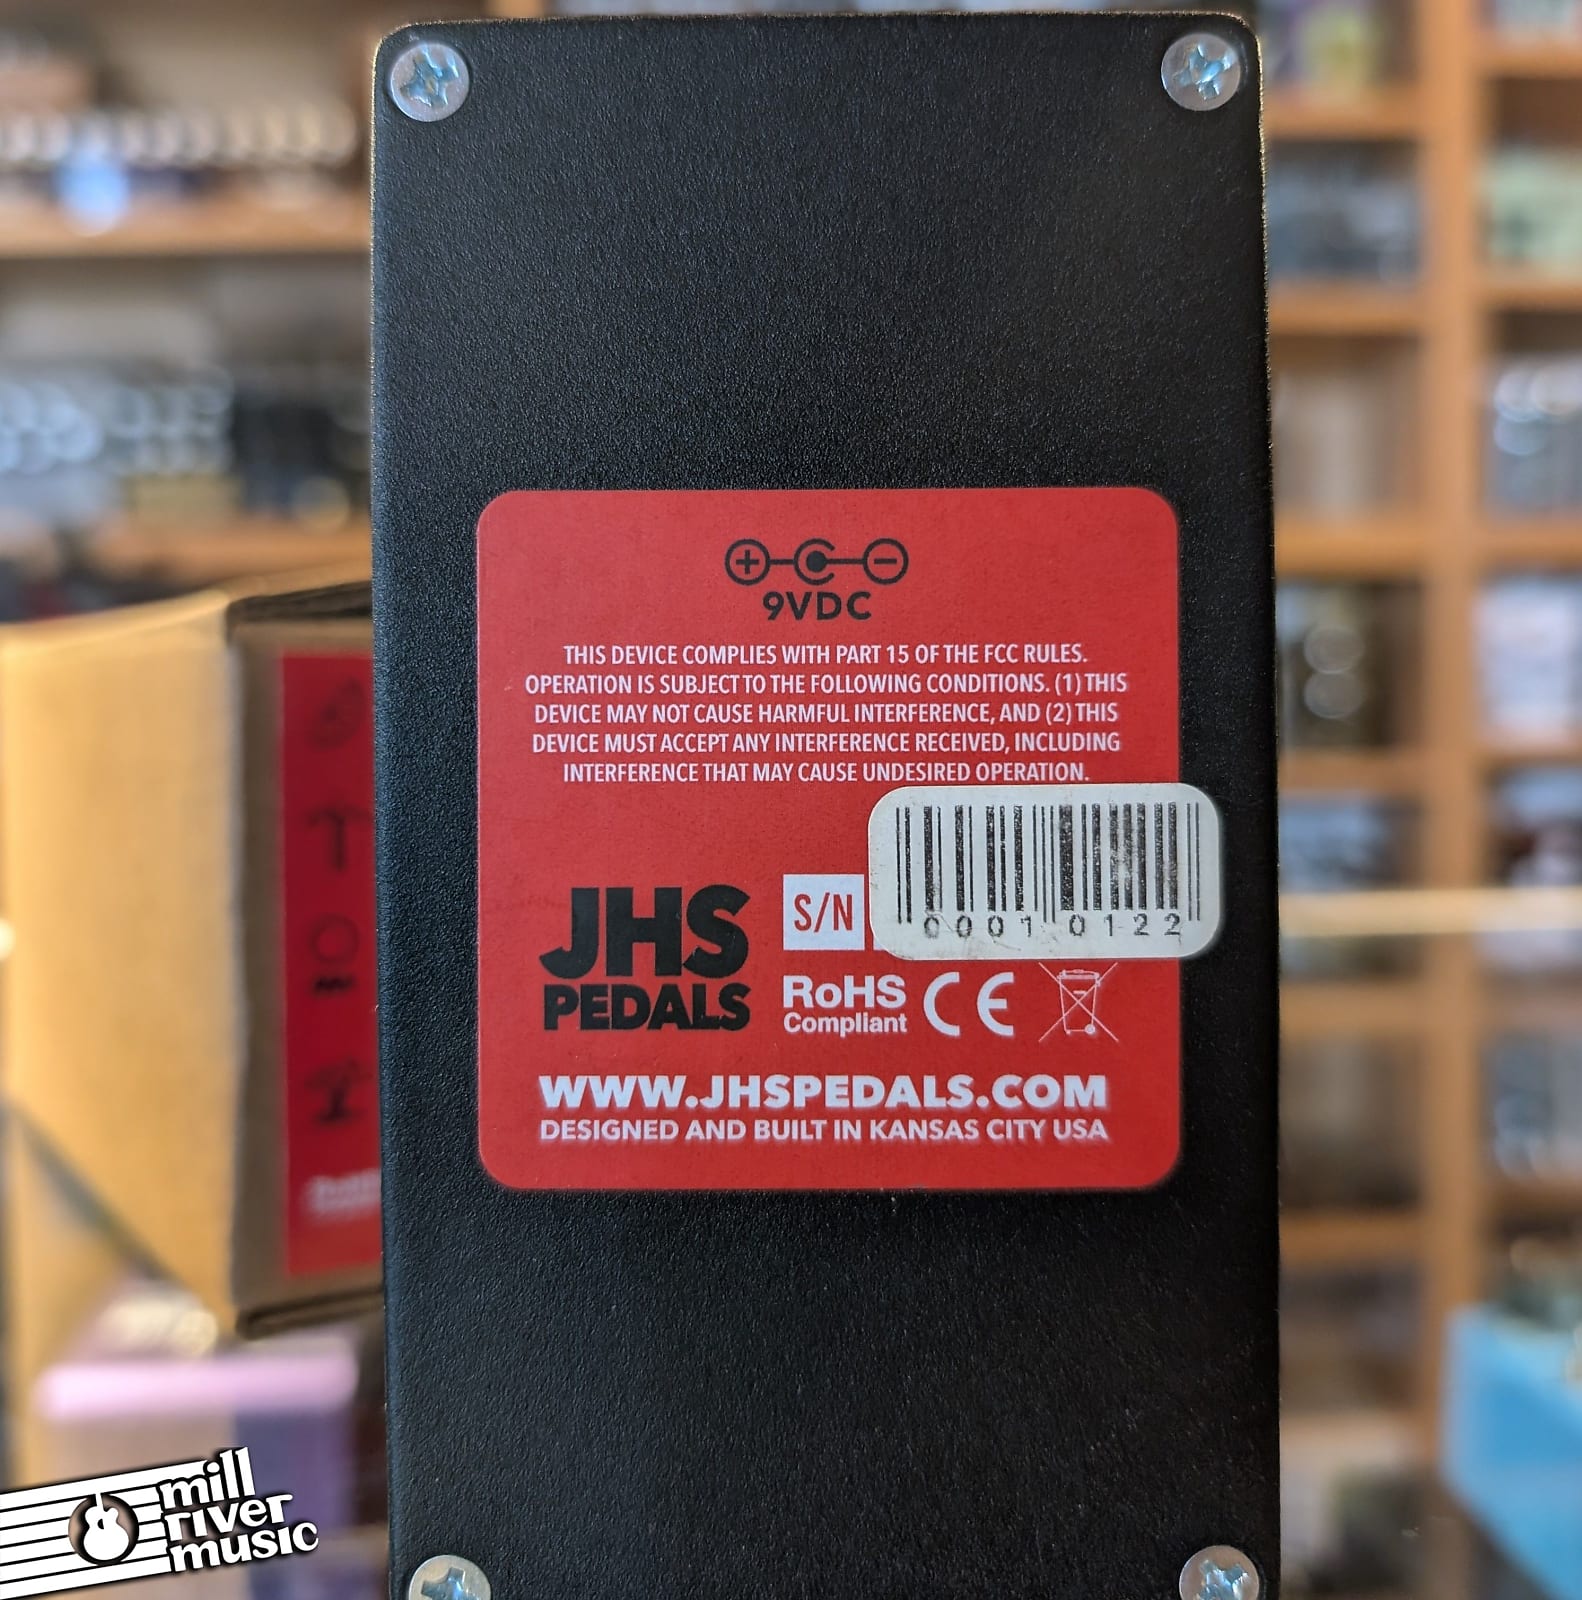 9VDC
THIS DEVICE COMPLIES WITH PART 15 OF THE FCC RULES.
OPERATION IS SUBJECT TO THE FOLLOWING CONDITIONS. (1) THIS
DEVICE MAY NOT CAUSE HARMFUL INTERFERENCE, AND (2) THIS
DEVICE MUST ACCEPT ANY INTERFERENCE RECEIVED, INCLUDING
INTERFERENCE THAT MAY CAUSE UNDESIRED OPERATION.
JHS
PEDALS
S/N
0001 0122
RoHS
Compliant
CE
WWW.JHSPEDALS.COM
DESIGNED AND BUILT IN KANSAS CITY USA
mill
river
music